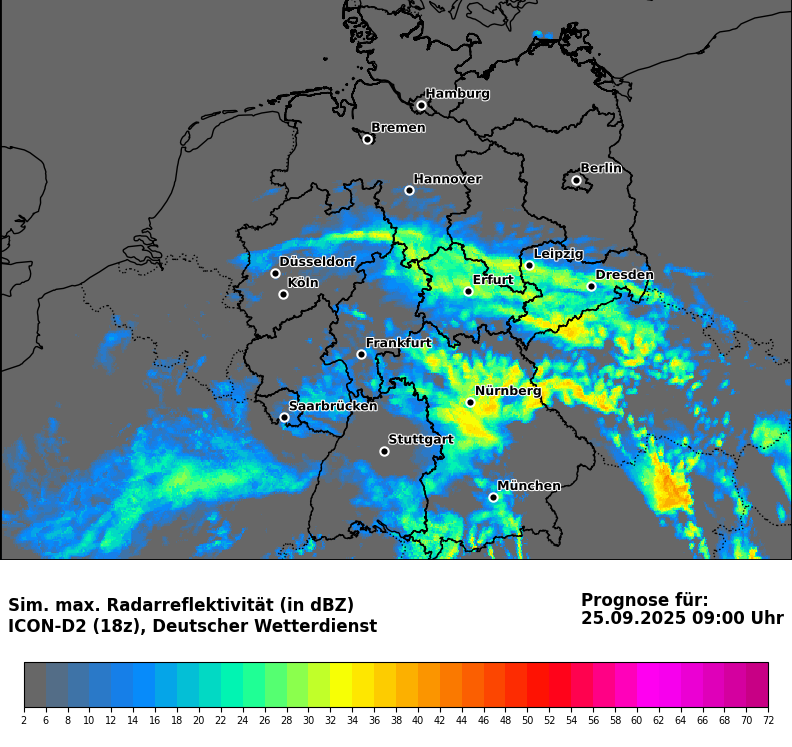 Hamburg
Bremen
Berlin
Hannover
Leipzig
Düsseldorf
Dresden
Köln
Erfurt
Frankfurt
Nürnberg
Saarbrücken
Stuttgart
München
Sim. max. Radarreflektivität (in dBZ)
ICON-D2 (18z), Deutscher Wetterdienst
Prognose für:
25.09.2025 09:00 Uhr
2 6 8 10 12 14 16 18 20 22 24 26 28 30 32 34 36 38 40 42 44 46 48 50 52 54 56 58 60 62 64 66 68 70 72